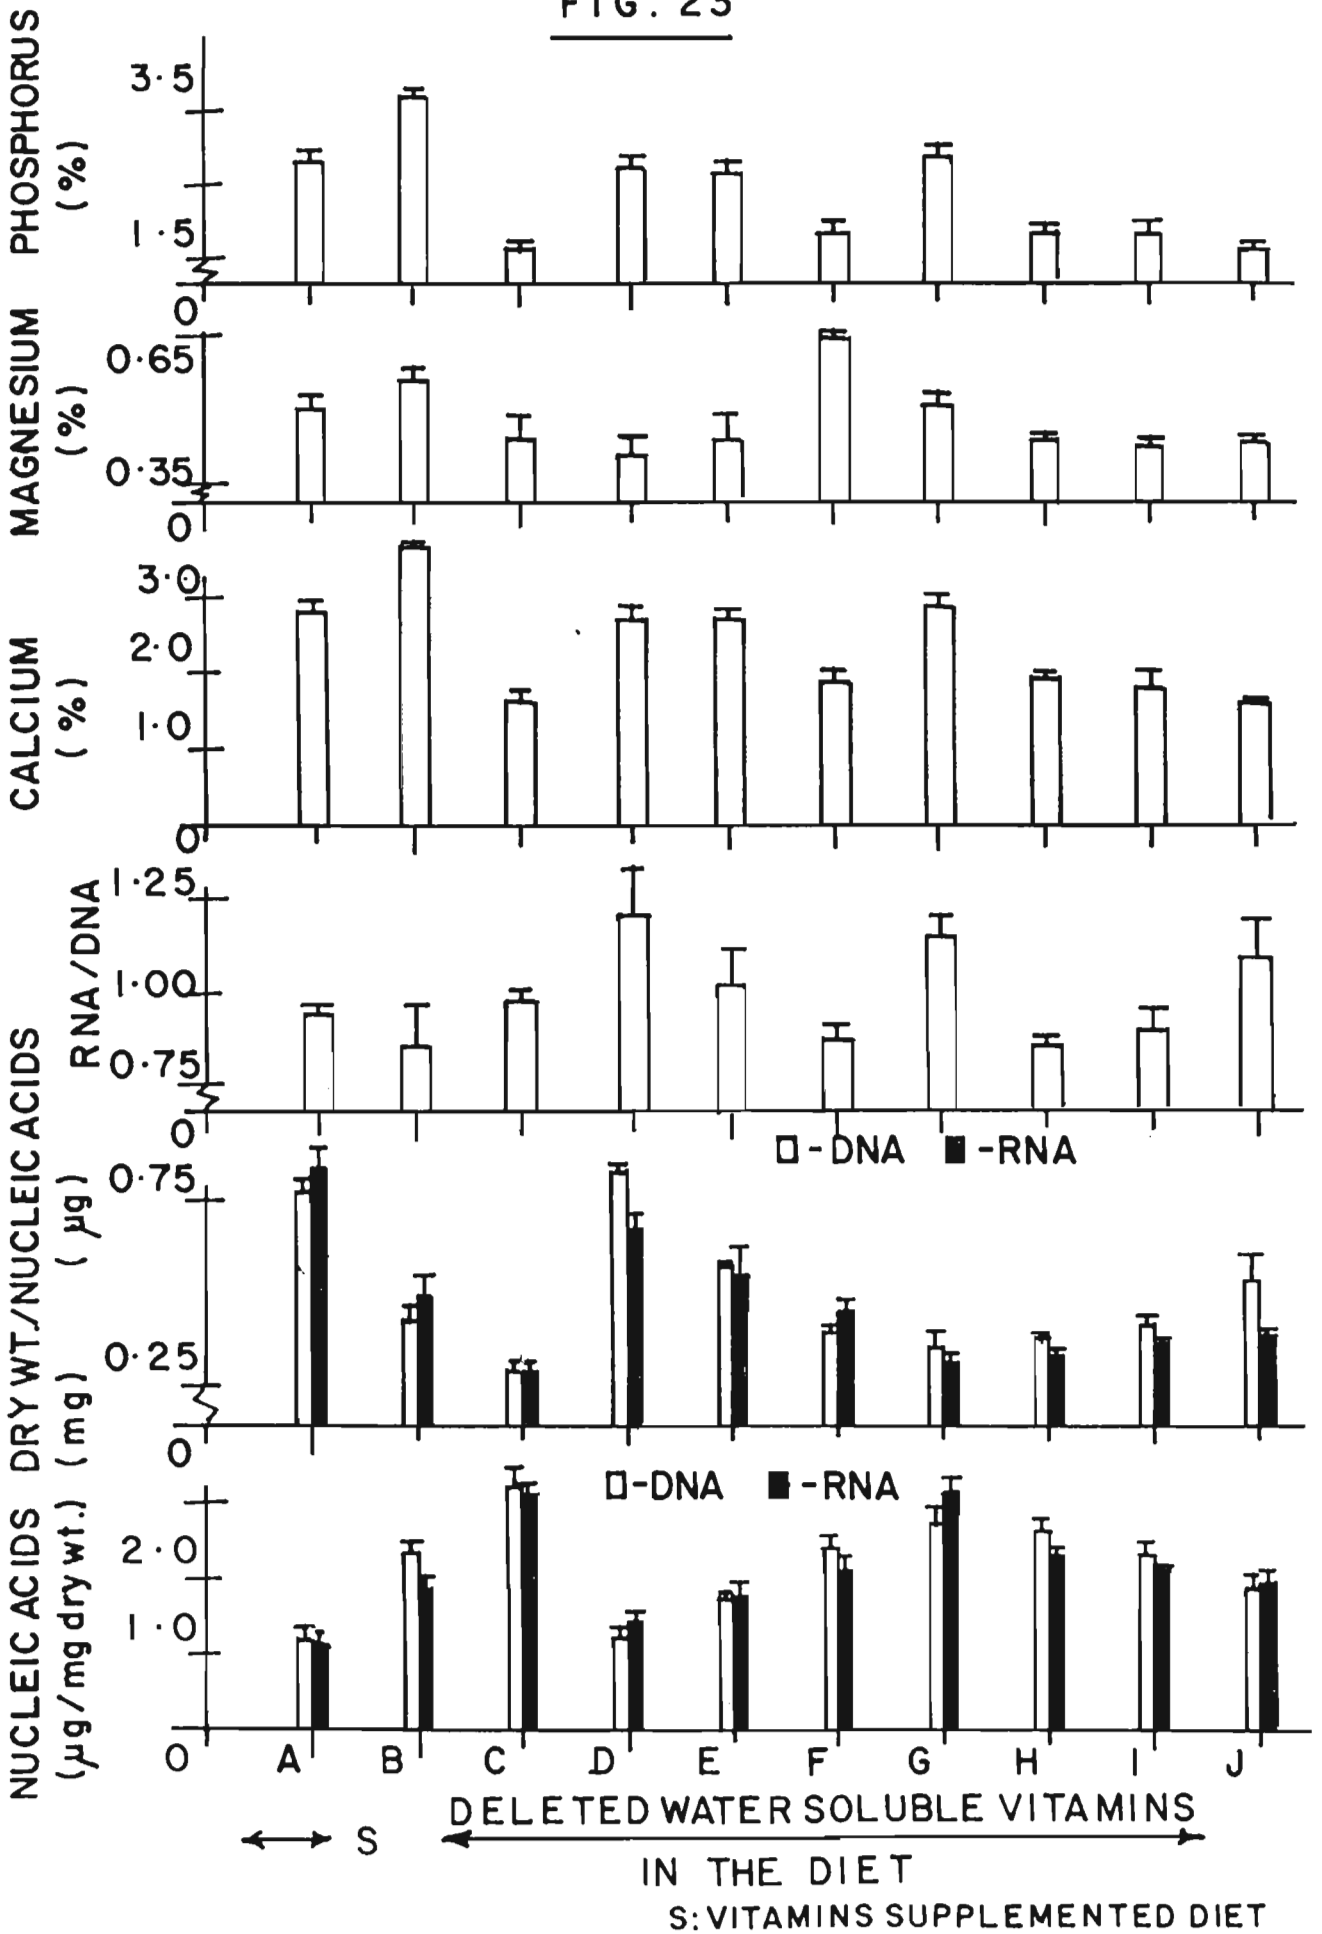 FIG. 23
PHOSPHORUS
(%)
3·5
1·5
0
MAGNESIUM
(%)
0·65
0·35
0
CALCIUM
(%)
3·0
2·0
1·0
0
RNA/DNA
1·25
1·00
0·75
0
DRY WT./NUCLEIC ACIDS
(mg) (µg)
0·75
0·25
0
-DNA -RNA
NUCLEIC ACIDS
(µg/mg dry wt.)
2·0
1·0
0
-DNA -RNA
A B C D E F G H I J
DELETED WATER SOLUBLE VITAMINS
S
IN THE DIET
S: VITAMINS SUPPLEMENTED DIET